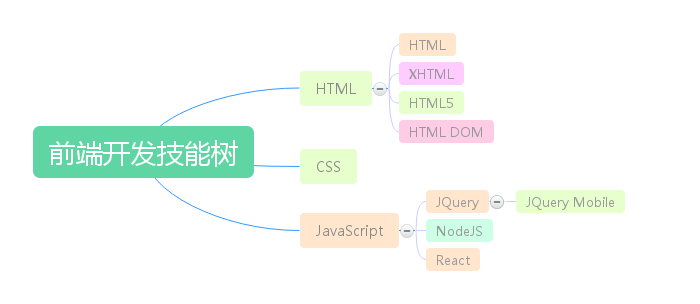 前端开发技能树
HTML
HTML
XHTML
HTML5
HTML DOM
CSS
JavaScript
JQuery
JQuery Mobile
NodeJS
React